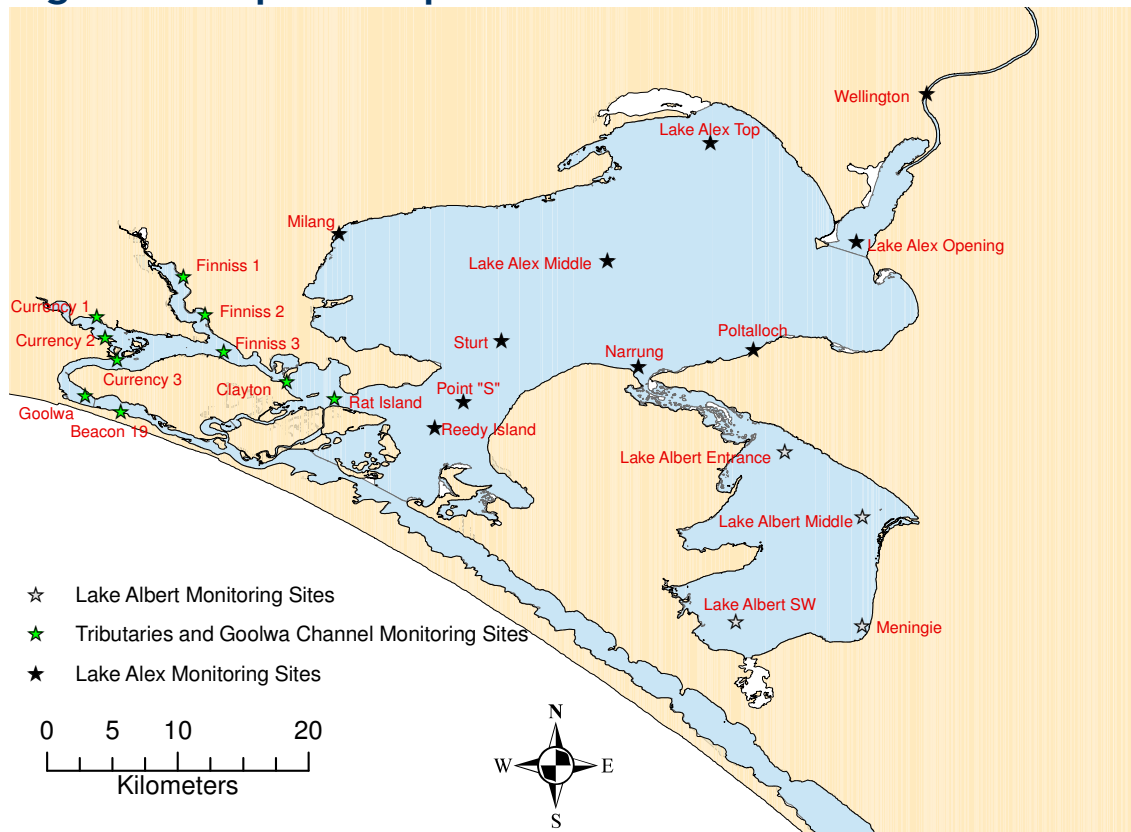 Wellington
Lake Alex Top
Milang
Lake Alex Opening
Lake Alex Middle
Finniss 1
Currency 1
Finniss 2
Currency 2
Finniss 3
Sturt
Poltalloch
Narrung
Currency 3
Clayton
Point "S"
Rat Island
Goolwa
Beacon 19
Reedy Island
Lake Albert Entrance
Lake Albert Middle
Lake Albert SW
Meningie
Lake Albert Monitoring Sites
Tributaries and Goolwa Channel Monitoring Sites
Lake Alex Monitoring Sites
0 5 10 20
Kilometers
N
W E
S